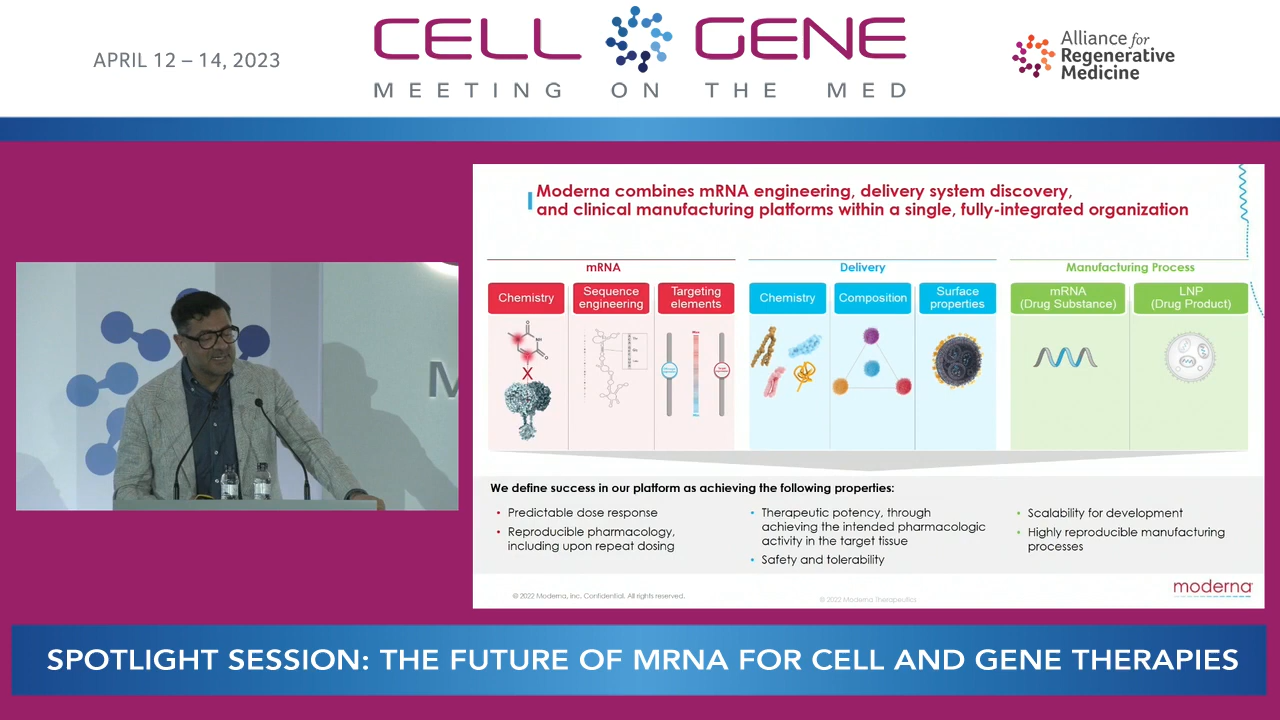 APRIL 12 – 14, 2023
CELL GENE
MEETING ON THE MED
Alliance for
Regenerative
Medicine
Moderna combines mRNA engineering, delivery system discovery,
and clinical manufacturing platforms within a single, fully-integrated organization
mRNA
Delivery
Manufacturing Process
Chemistry
Sequence
engineering
Targeting
elements
Chemistry
Composition
Surface
properties
mRNA
(Drug Substance)
LNP
(Drug Product)
We define success in our platform as achieving the following properties:
• Predictable dose response
• Reproducible pharmacology,
including upon repeat dosing
• Therapeutic potency, through
achieving the intended pharmacologic
activity in the target tissue
• Safety and tolerability
• Scalability for development
• Highly reproducible manufacturing
processes
© 2022 Moderna, Inc. Confidential. All rights reserved.
© 2022 Moderna Therapeutics
moderna
M
SPOTLIGHT SESSION: THE FUTURE OF MRNA FOR CELL AND GENE THERAPIES